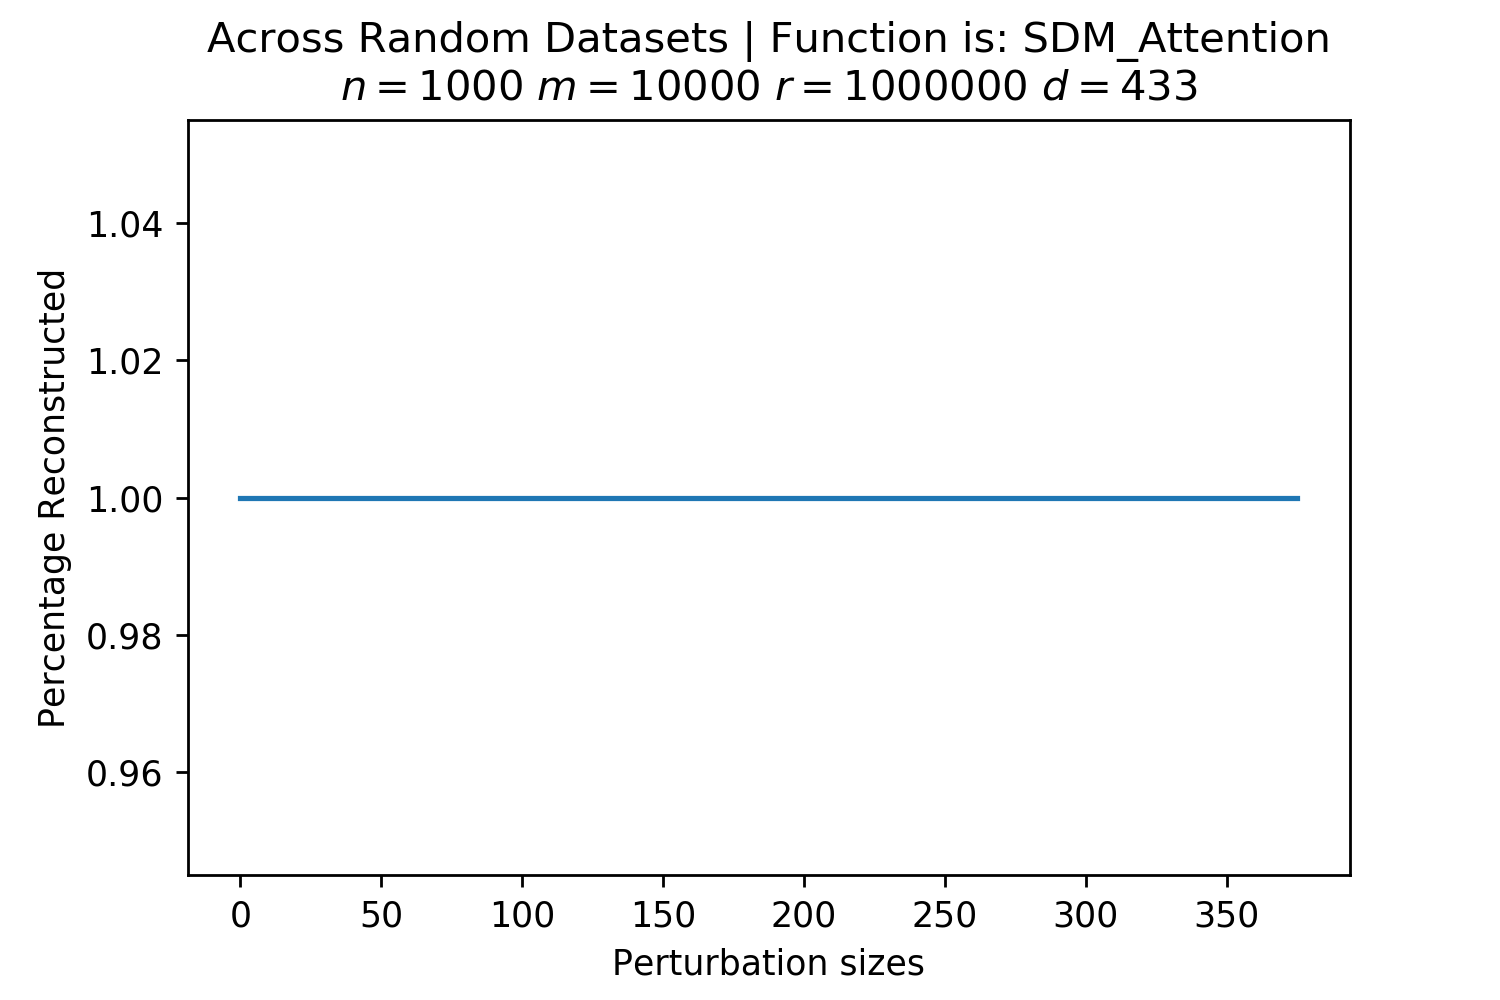 Across Random Datasets | Function is: SDM_Attention
n = 1000 m = 10000 r = 1000000 d = 433
1.04
1.02
1.00
0.98
0.96
Percentage Reconstructed
0 50 100 150 200 250 300 350
Perturbation sizes